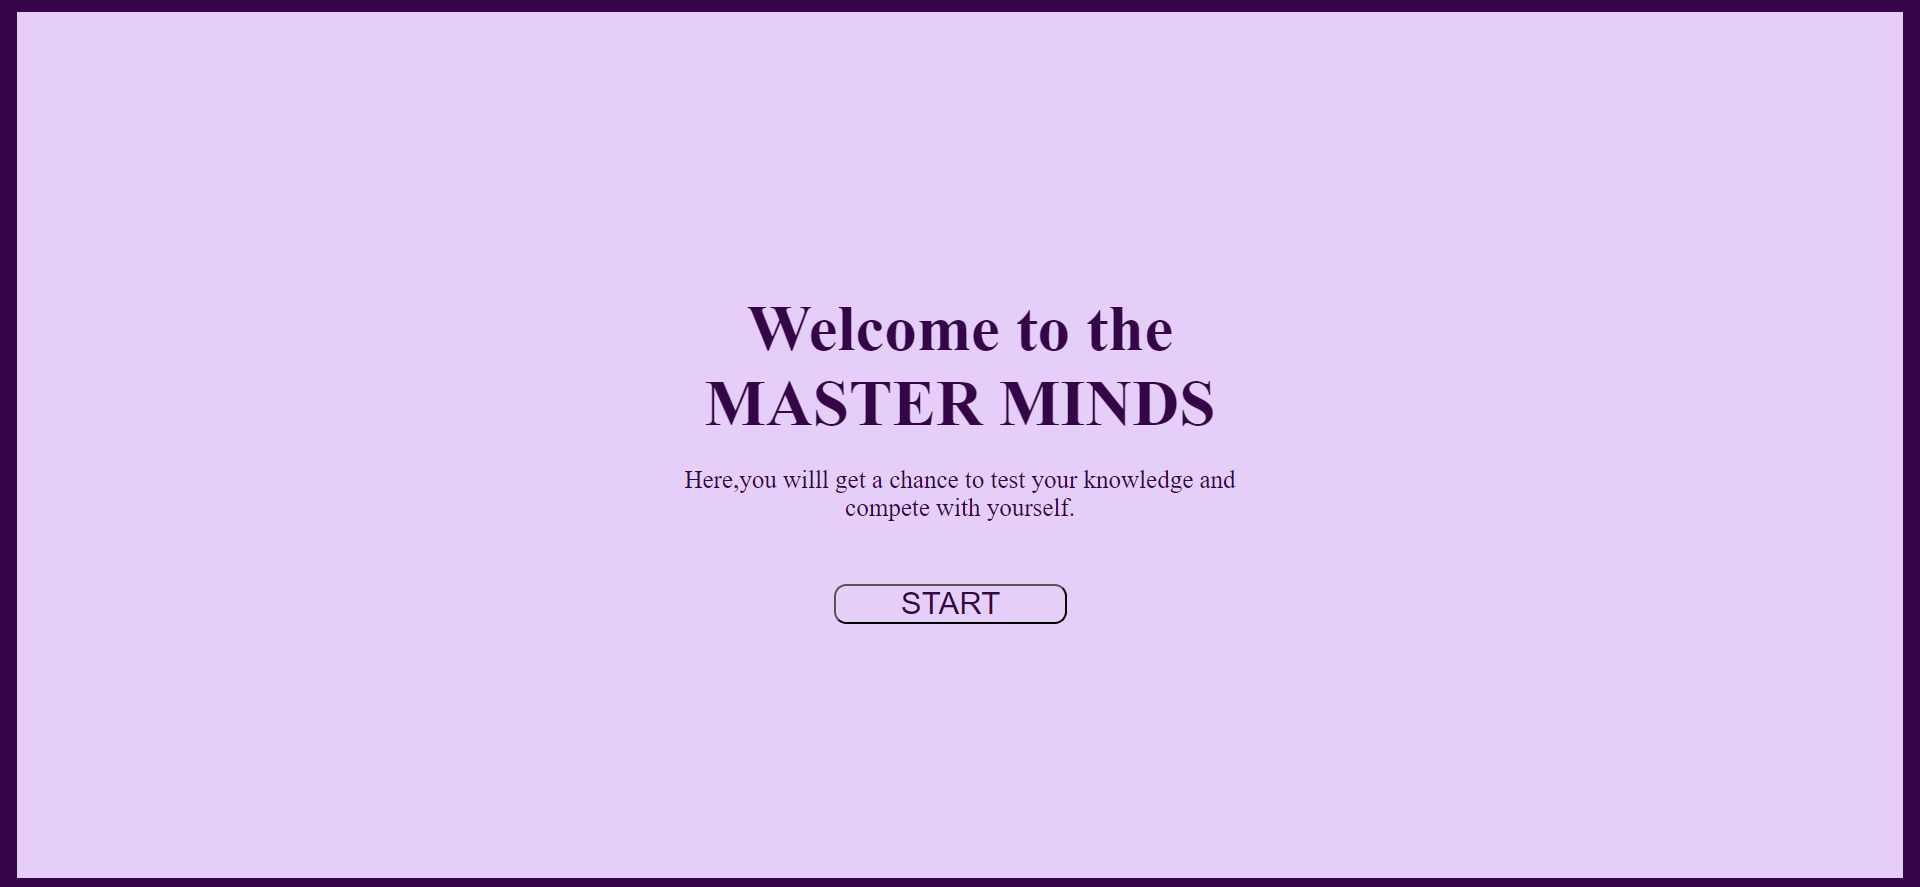 Welcome to the
MASTER MINDS
Here,you willl get a chance to test your knowledge and
compete with yourself.
START